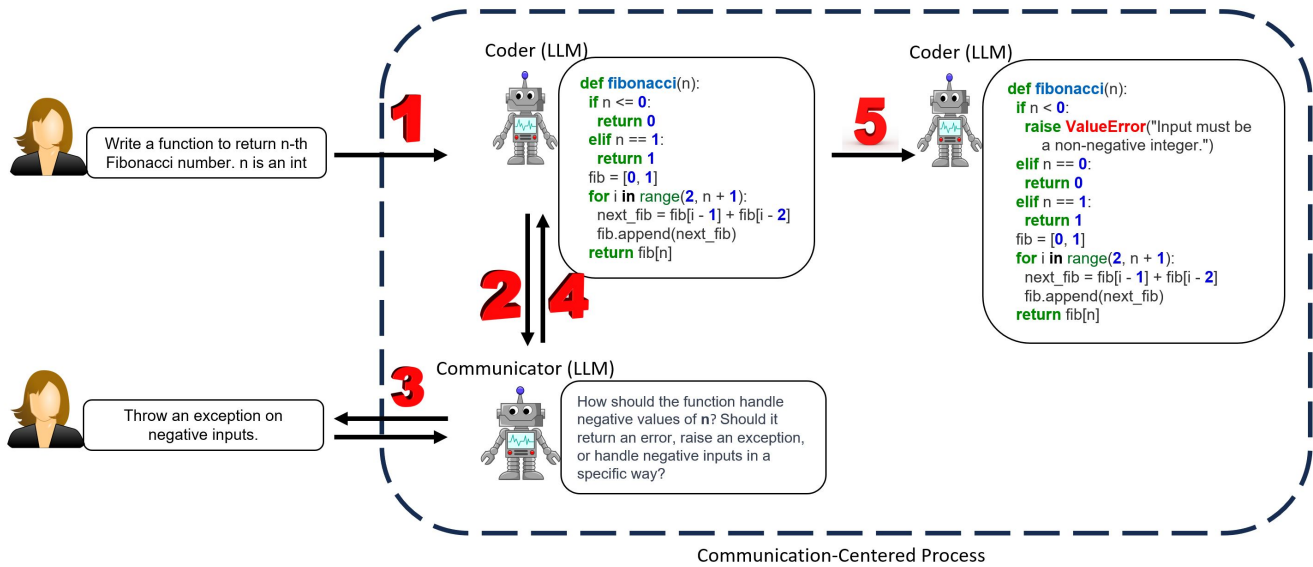 Write a function to return n-th
Fibonacci number. n is an int
1
Coder (LLM)
def fibonacci(n):
if n <= 0:
return 0
elif n == 1:
return 1
fib = [0, 1]
for i in range(2, n + 1):
next_fib = fib[i - 1] + fib[i - 2]
fib.append(next_fib)
return fib[n]
5
Coder (LLM)
def fibonacci(n):
if n < 0:
raise ValueError("Input must be
a non-negative integer.")
elif n == 0:
return 0
elif n == 1:
return 1
fib = [0, 1]
for i in range(2, n + 1):
next_fib = fib[i - 1] + fib[i - 2]
fib.append(next_fib)
return fib[n]
2
4
Communicator (LLM)
3
Throw an exception on
negative inputs.
How should the function handle
negative values of n? Should it
return an error, raise an exception,
or handle negative inputs in a
specific way?
Communication-Centered Process